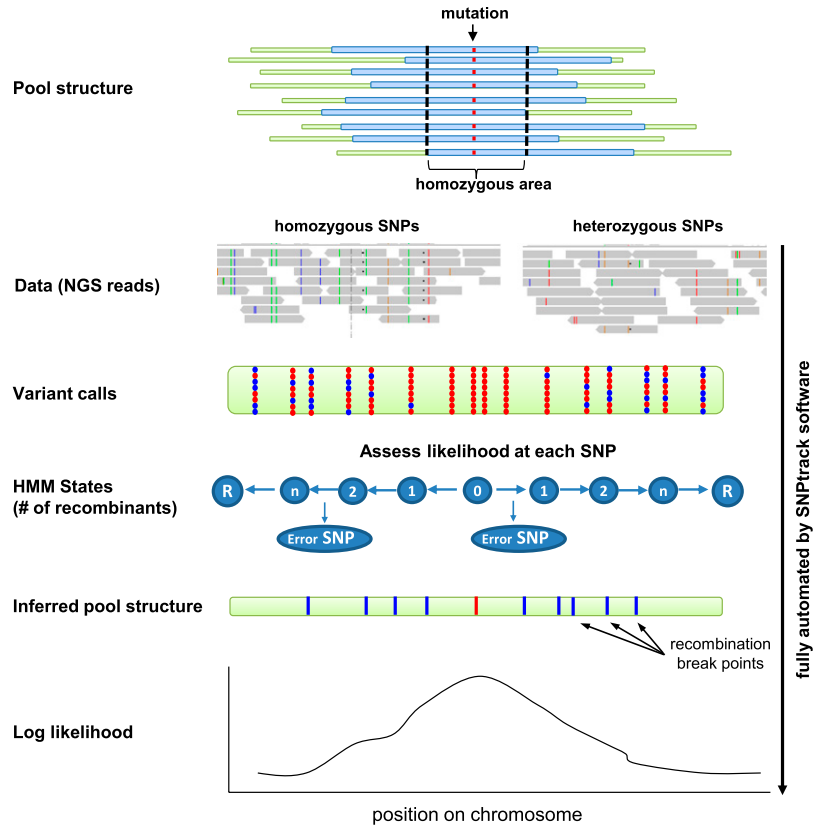 mutation
Pool structure
homozygous area
homozygous SNPs
heterozygous SNPs
Data (NGS reads)
Variant calls
Assess likelihood at each SNP
HMM States
(# of recombinants)
R n 2 1 0 1 2 n R
Error SNP
Error SNP
Inferred pool structure
recombination
break points
Log likelihood
position on chromosome
fully automated by SNPtrack software